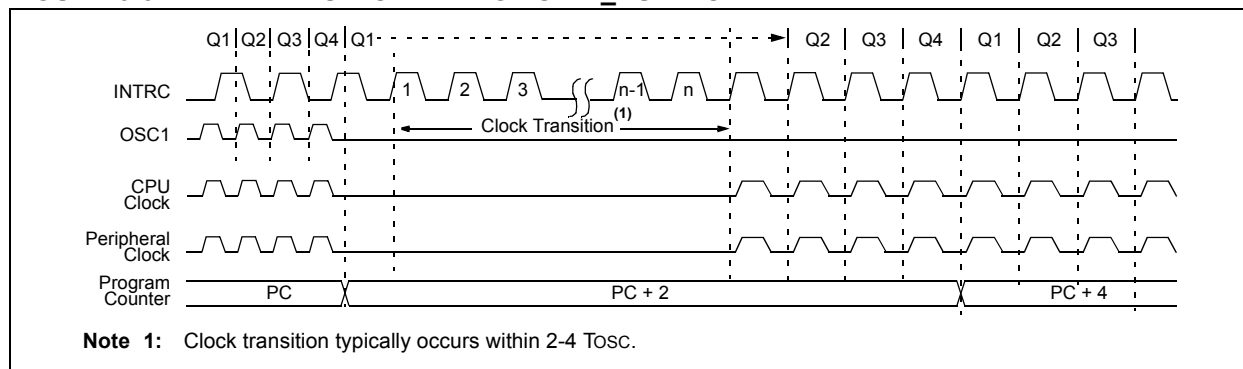 Q1 Q2 Q3 Q4 Q1 Q2 Q3 Q4 Q1 Q2 Q3
INTRC
1 2 3 n-1 n
(1)
OSC1
Clock Transition
CPU
Clock
Peripheral
Clock
Program
Counter
PC PC + 2 PC + 4
Note 1: Clock transition typically occurs within 2-4 TOSC.